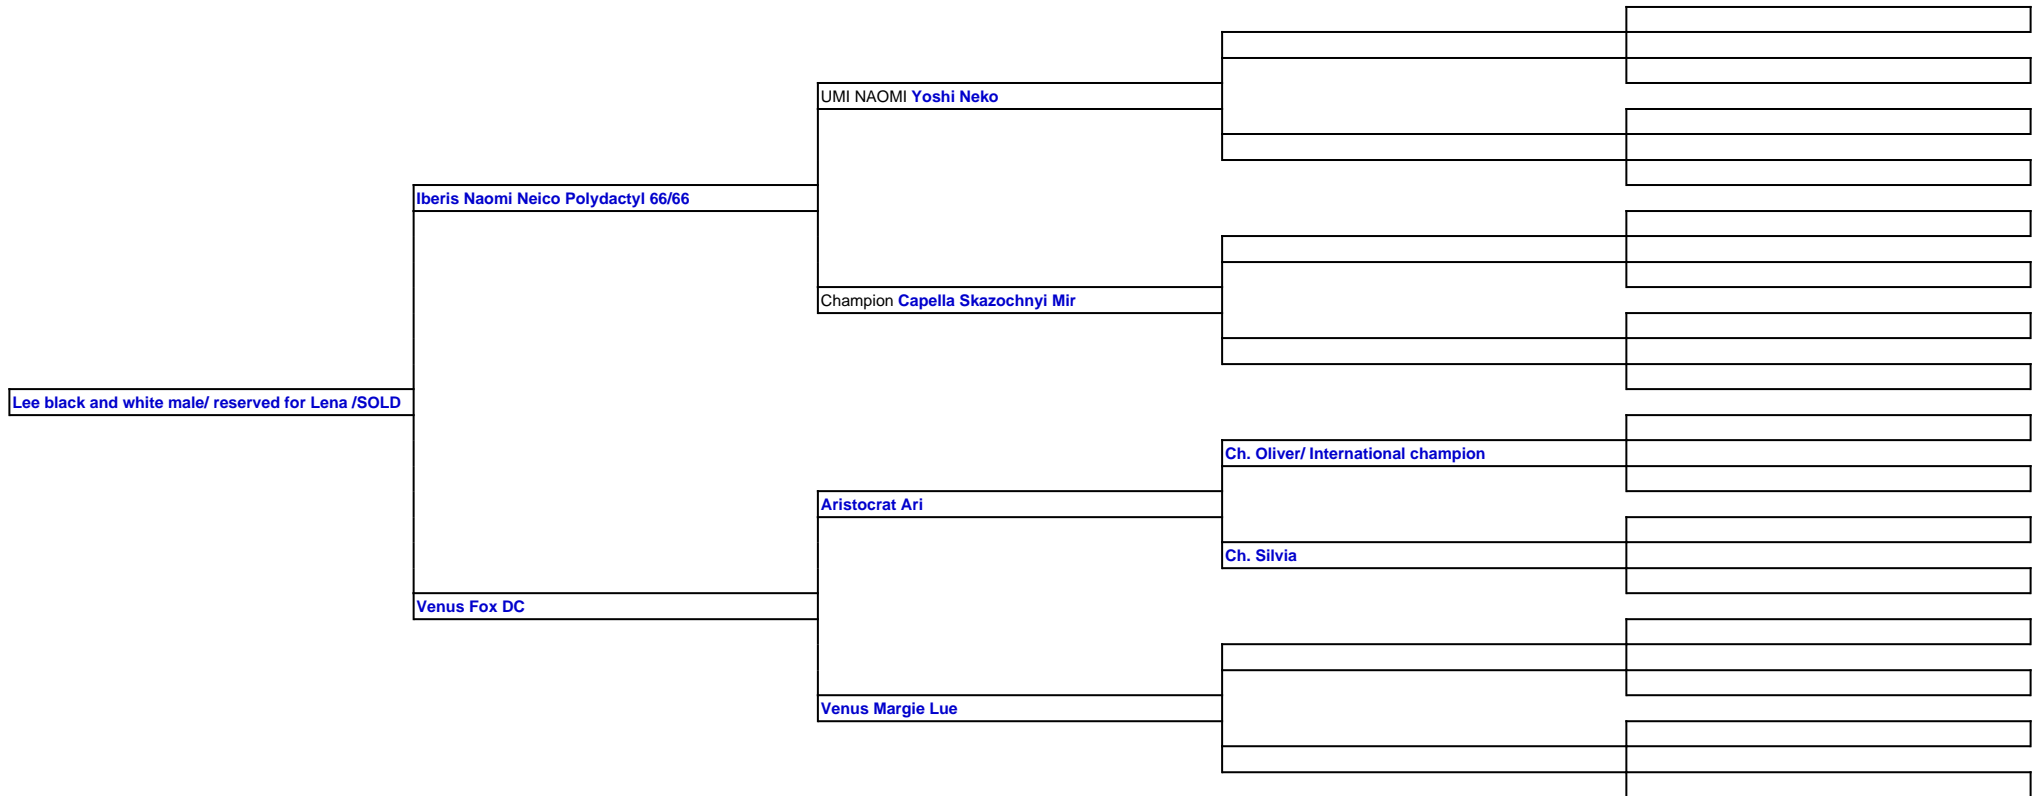 UMI NAOMI Yoshi Neko
Iberis Naomi Neico Polydactyl 66/66
Champion Capella Skazochnyi Mir
Lee black and white male/ reserved for Lena /SOLD
Ch. Oliver/ International champion
Aristocrat Ari
Ch. Silvia
Venus Fox DC
Venus Margie Lue